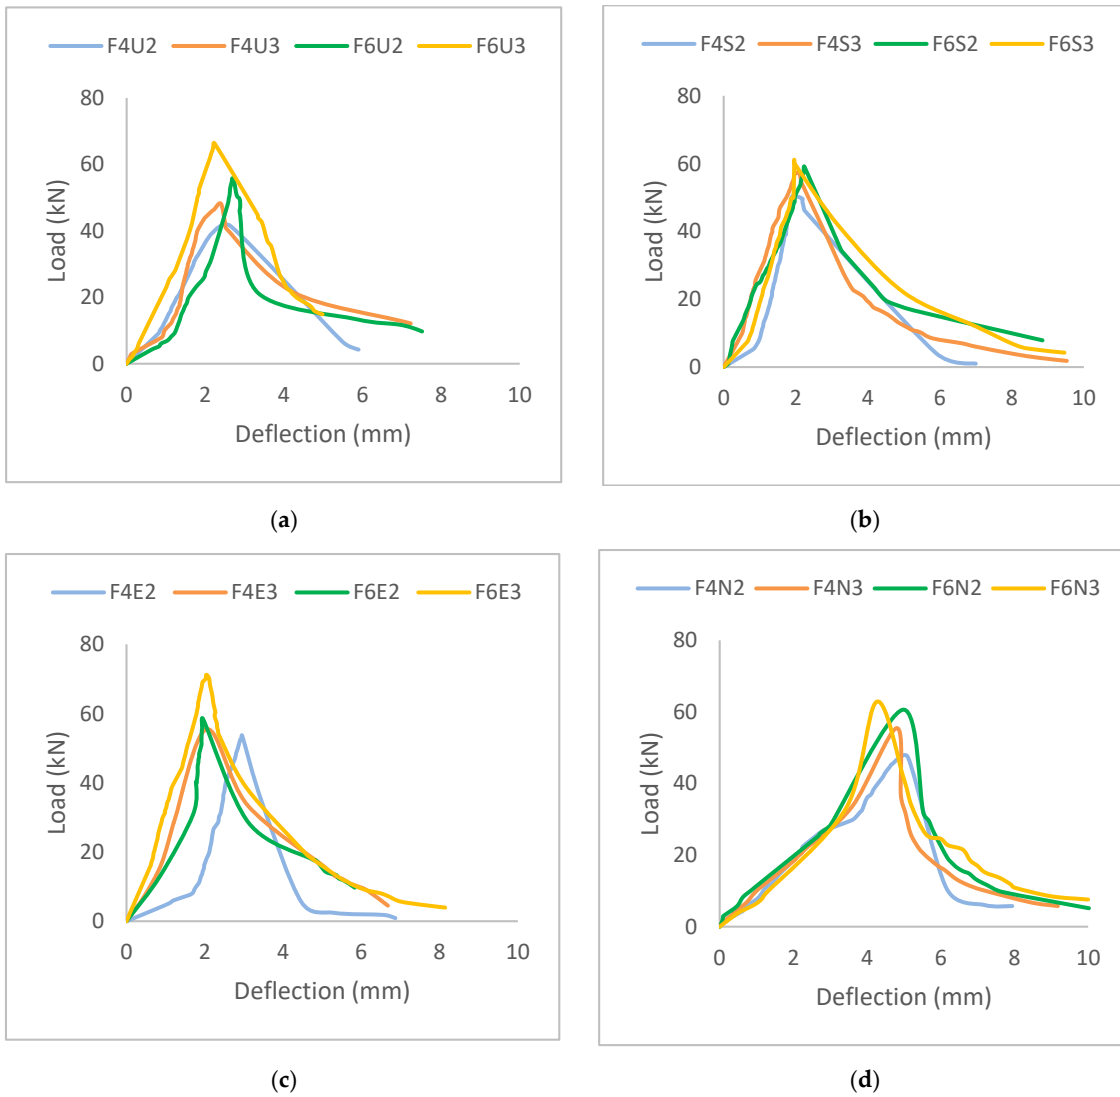 F4U2 F4U3 F6U2 F6U3
80
60
40
20
0
0 2 4 6 8 10
Load (kN)
Deflection (mm)
(a)
F4S2 F4S3 F6S2 F6S3
80
60
40
20
0
0 2 4 6 8 10
Load (kN)
Deflection (mm)
(b)
F4E2 F4E3 F6E2 F6E3
80
60
40
20
0
0 2 4 6 8 10
Load (kN)
Deflection (mm)
(c)
F4N2 F4N3 F6N2 F6N3
80
60
40
20
0
0 2 4 6 8 10
Load (kN)
Deflection (mm)
(d)